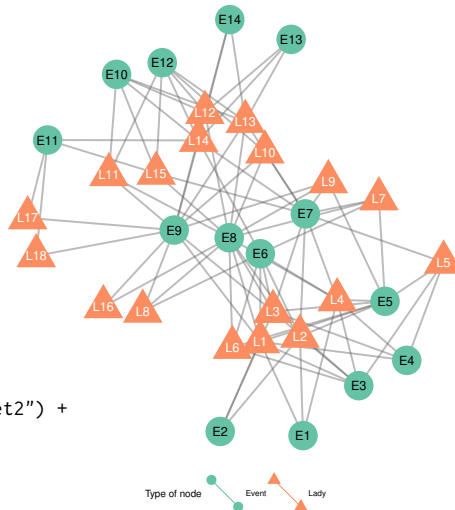 E14
E13
E12
E10
L12
L13
E11
L14
L10
L11
L15
L9
L7
L17
E7
E9
E8
L18
E6
L5
L16
L8
L3
L4
E5
L6
L1
L2
E4
E3
et2") +
E2
E1
Type of node
Event
Lady